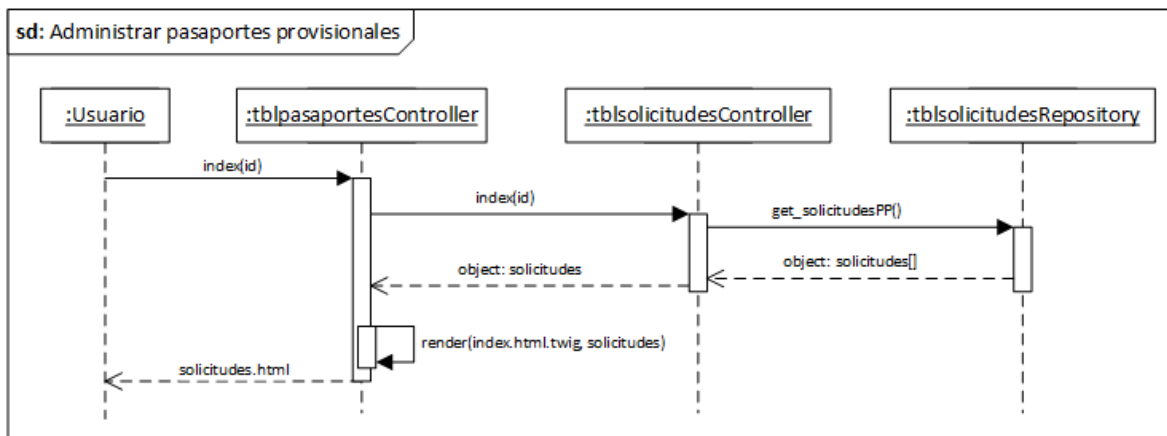 sd: Administrar pasaportes provisionales
:Usuario
:tblpasaportesController
:tblsolicitudesController
:tblsolicitudesRepository
index(id)
index(id)
get_solicitudesPP()
object: solicitudes
object: solicitudes[]
render(index.html.twig, solicitudes)
solicitudes.html